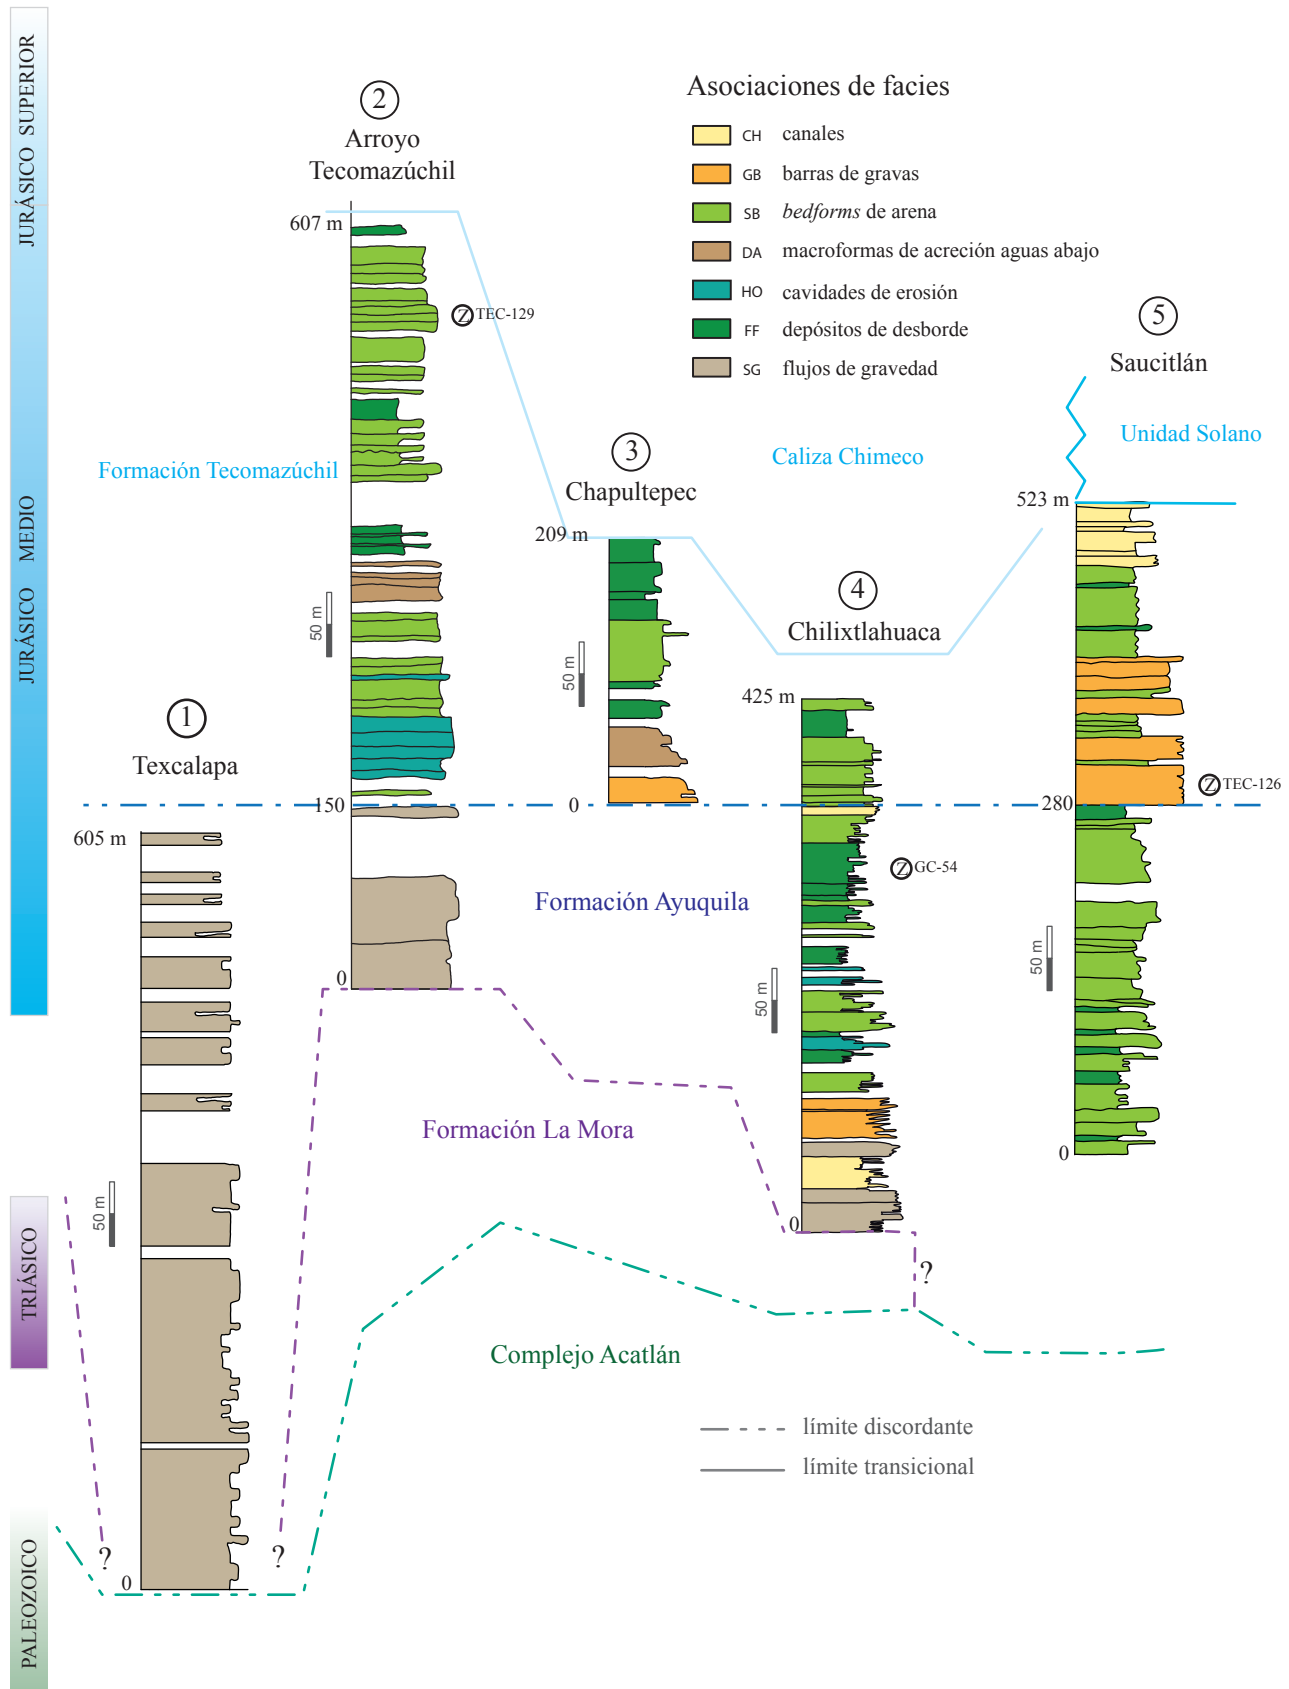 JURÁSICO SUPERIOR
JURÁSICO MEDIO
TRIÁSICO
PALEOZOICO
Asociaciones de facies
CH canales
GB barras de gravas
SB bedforms de arena
DA macroformas de acreción aguas abajo
HO cavidades de erosión
FF depósitos de desborde
SG flujos de gravedad
1
Texcalapa
605 m
50 m
0
?
?
2
Arroyo
Tecomazúchil
607 m
Z TEC-129
50 m
150
0
3
Chapultepec
209 m
50 m
0
4
Chilixtlahuaca
425 m
Z GC-54
50 m
0
?
5
Saucitlán
523 m
Z TEC-126
280
50 m
0
Formación Tecomazúchil
Caliza Chimeco
Unidad Solano
Formación Ayuquila
Formación La Mora
Complejo Acatlán
límite discordante
límite transicional